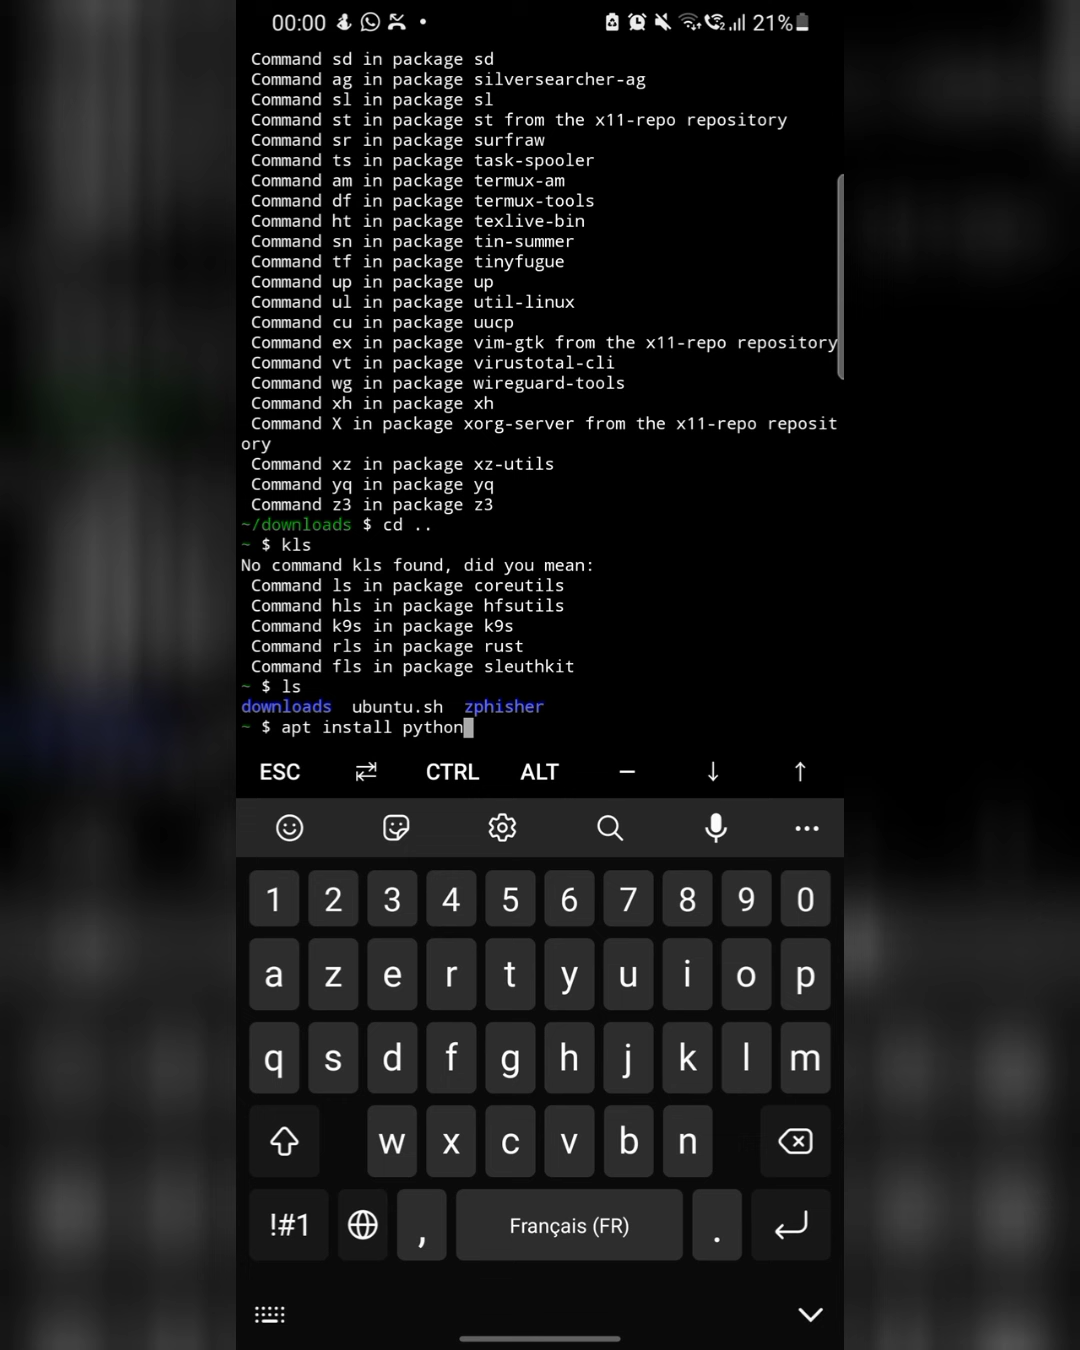 00:00 21%
Command sd in package sd
Command ag in package silversearcher-ag
Command sl in package sl
Command st in package st from the x11-repo repository
Command sr in package surfraw
Command ts in package task-spooler
Command am in package termux-am
Command df in package termux-tools
Command ht in package texlive-bin
Command sn in package tin-summer
Command tf in package tinyfugue
Command up in package up
Command ul in package util-linux
Command cu in package uucp
Command ex in package vim-gtk from the x11-repo repository
Command vt in package virustotal-cli
Command wg in package wireguard-tools
Command xh in package xh
Command X in package xorg-server from the x11-repo reposit
ory
Command xz in package xz-utils
Command yq in package yq
Command z3 in package z3
~/downloads $ cd ..
~ $ kls
No command kls found, did you mean:
Command ls in package coreutils
Command hls in package hfsutils
Command k9s in package k9s
Command rls in package rust
Command fls in package sleuthkit
~ $ ls
downloads ubuntu.sh zphisher
~ $ apt install python
ESC ⇄ CTRL ALT — ↓ ↑
1 2 3 4 5 6 7 8 9 0
a z e r t y u i o p
q s d f g h j k l m
w x c v b n
!#1 , Français (FR) .